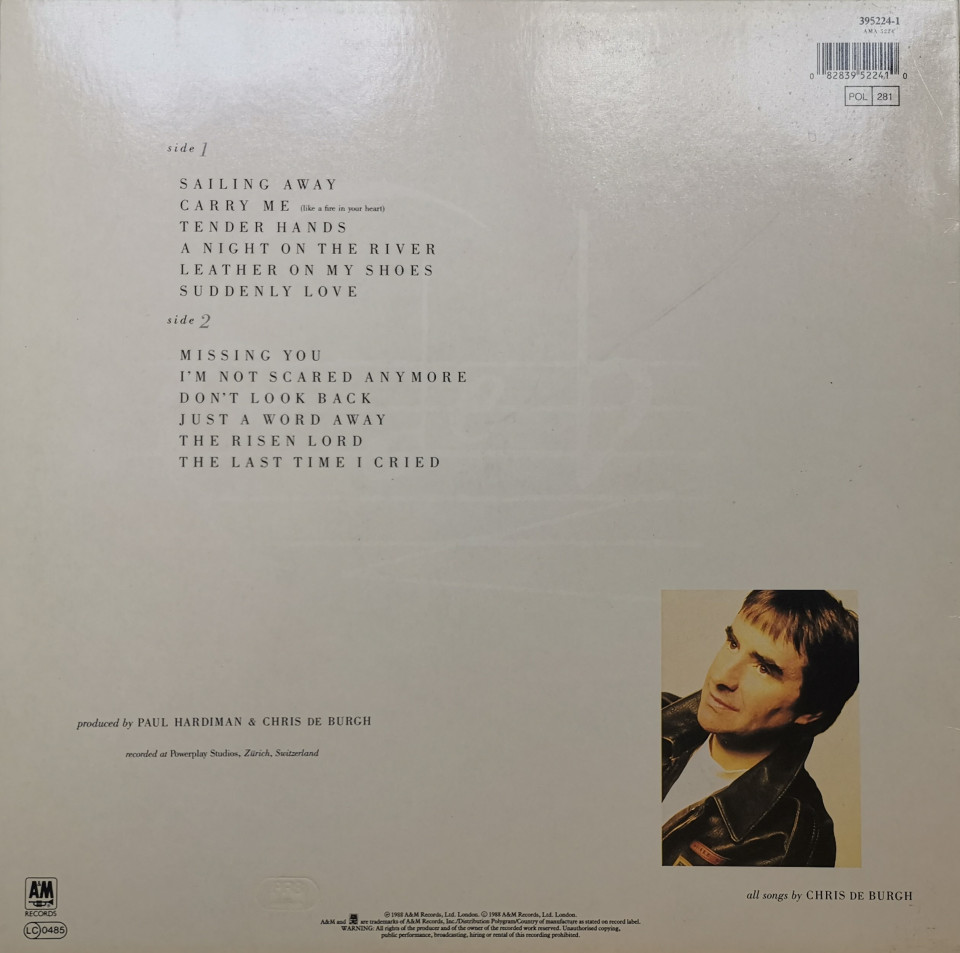 395224-1
AMA 5224
0 82839 52241 0
POL 281
side 1
SAILING AWAY
CARRY ME (like a fire in your heart)
TENDER HANDS
A NIGHT ON THE RIVER
LEATHER ON MY SHOES
SUDDENLY LOVE
side 2
MISSING YOU
I'M NOT SCARED ANYMORE
DON'T LOOK BACK
JUST A WORD AWAY
THE RISEN LORD
THE LAST TIME I CRIED
produced by PAUL HARDIMAN & CHRIS DE BURGH
recorded at Powerplay Studios, Zürich, Switzerland
all songs by CHRIS DE BURGH
A&M
RECORDS
LC 0485
℗ 1988 A&M Records, Ltd. London. © 1988 A&M Records, Ltd. London.
A&M and are trademarks of A&M Records, Inc./Distribution Polygram/Country of manufacture as stated on record label.
WARNING: All rights of the producer and of the owner of the recorded work reserved. Unauthorised copying,
public performance, broadcasting, hiring or rental of this recording prohibited.